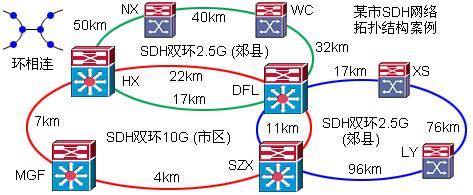 NX
40km
WC
某市SDH网络
拓扑结构案例
50km
SDH双环2.5G (郊县)
32km
环相连
HX
22km
DFL
17km
XS
17km
7km
SDH双环10G (市区)
11km
SDH双环2.5G
(郊县)
76km
MGF
4km
SZX
96km
LY